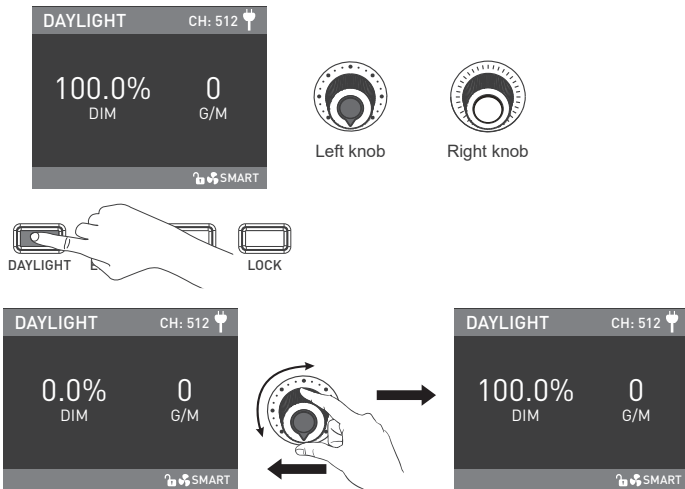 DAYLIGHT CH: 512
100.0% 0
DIM G/M
SMART
Left knob Right knob
DAYLIGHT LOCK
DAYLIGHT CH: 512
0.0% 0
DIM G/M
SMART
DAYLIGHT CH: 512
100.0% 0
DIM G/M
SMART